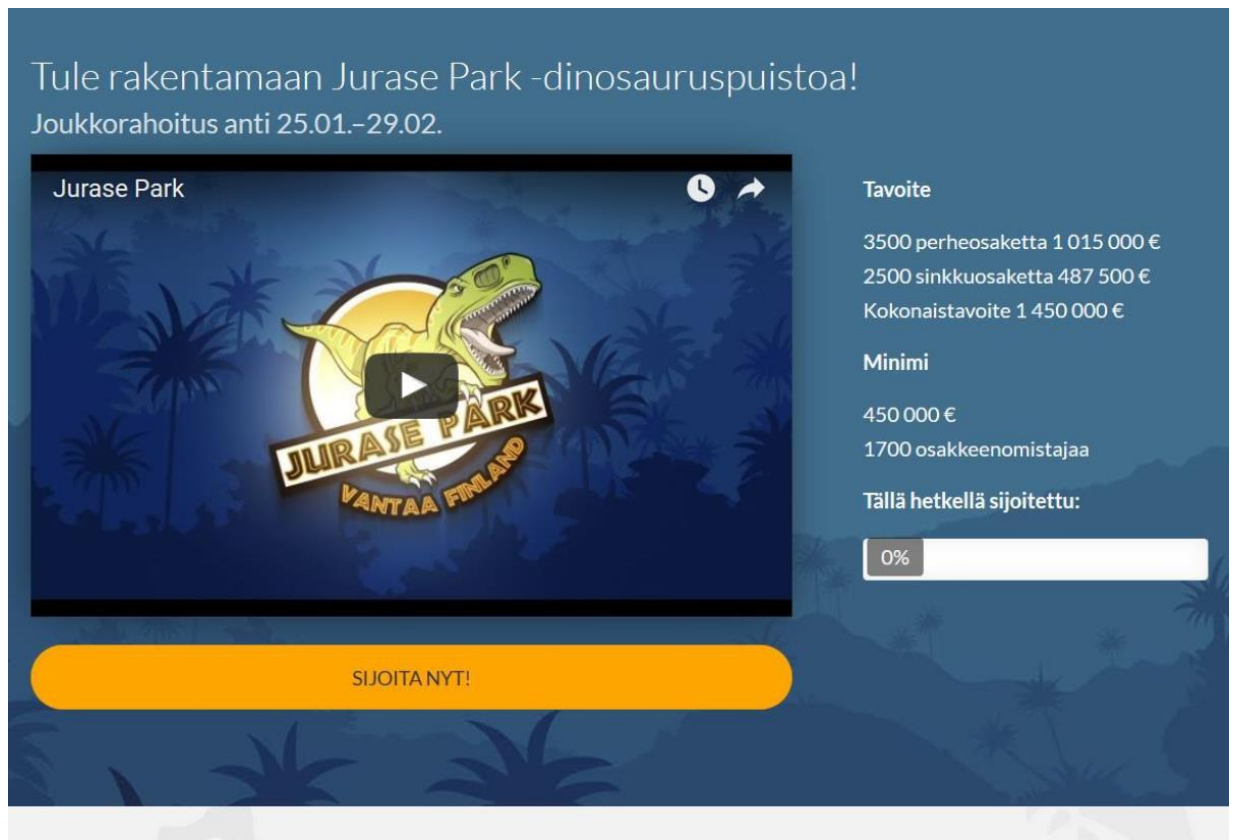 Tule rakentamaan Jurase Park -dinosauruspuistoa!
Joukkorahoitus anti 25.01.–29.02.
Jurase Park
JURASE PARK
VANTAA FINLAND
SIJOITA NYT!
Tavoite
3500 perheosaketta 1 015 000 €
2500 sinkkuosaketta 487 500 €
Kokonaistavoite 1 450 000 €
Minimi
450 000 €
1700 osakkeenomistajaa
Tällä hetkellä sijoitettu:
0%